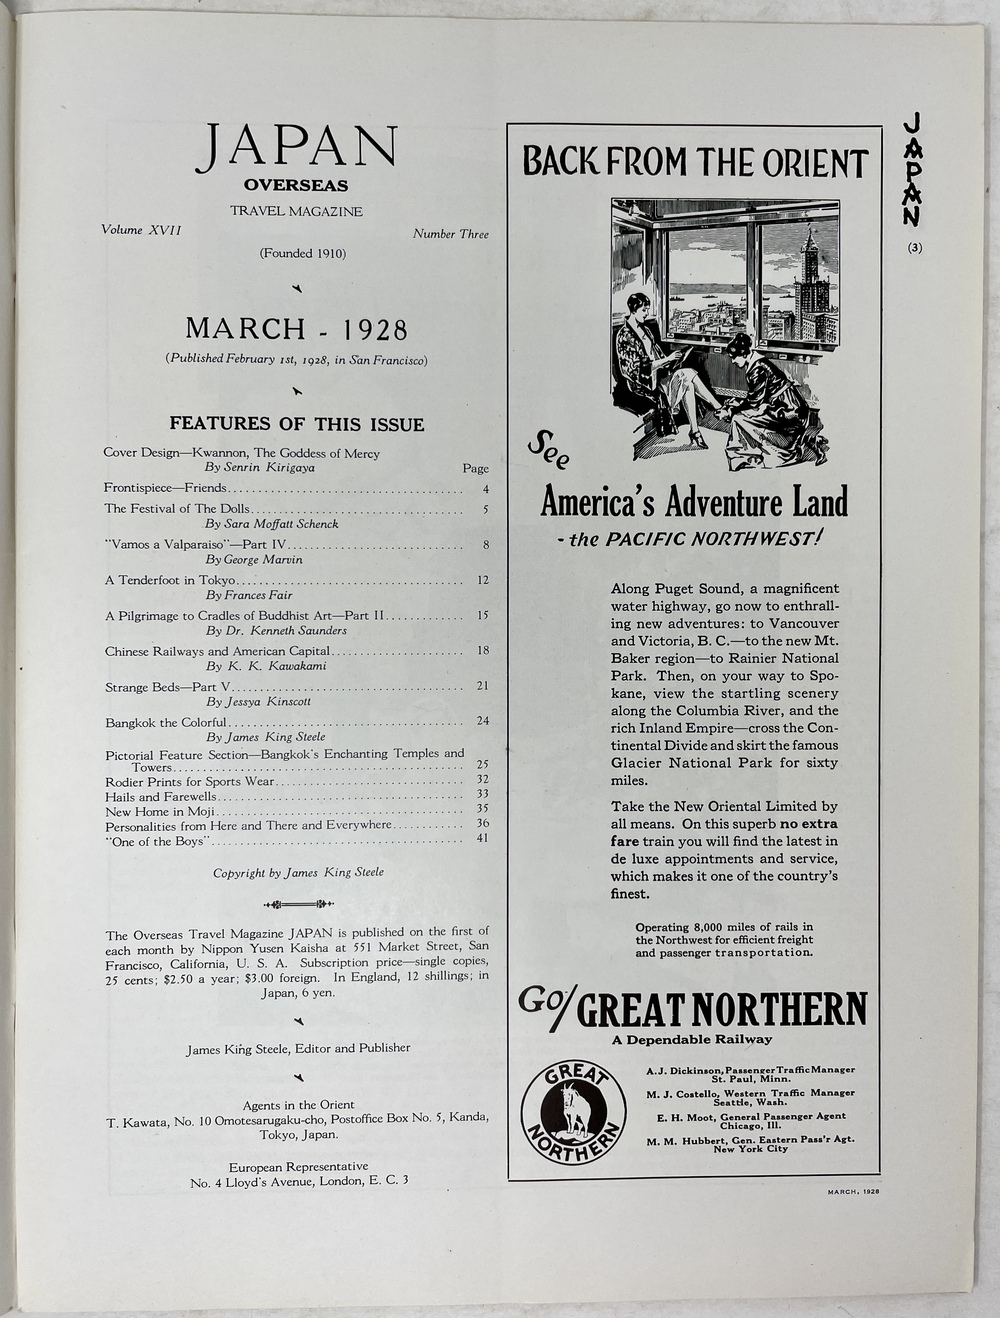 JAPAN
OVERSEAS
TRAVEL MAGAZINE
Volume XVII Number Three
(Founded 1910)
MARCH - 1928
(Published February 1st, 1928, in San Francisco)
FEATURES OF THIS ISSUE
Cover Design—Kwannon, The Goddess of Mercy
By Senrin Kirigaya Page
Frontispiece—Friends 4
The Festival of The Dolls 5
By Sara Moffatt Schenck
"Vamos a Valparaiso"—Part IV 8
By George Marvin
A Tenderfoot in Tokyo 12
By Frances Fair
A Pilgrimage to Cradles of Buddhist Art—Part II 15
By Dr. Kenneth Saunders
Chinese Railways and American Capital 18
By K. K. Kawakami
Strange Beds—Part V 21
By Jessya Kinscott
Bangkok the Colorful 24
By James King Steele
Pictorial Feature Section—Bangkok's Enchanting Temples and
Towers 25
Rodier Prints for Sports Wear 32
Hails and Farewells 33
New Home in Moji 35
Personalities from Here and There and Everywhere 36
"One of the Boys" 41
Copyright by James King Steele
The Overseas Travel Magazine JAPAN is published on the first of
each month by Nippon Yusen Kaisha at 551 Market Street, San
Francisco, California, U. S. A. Subscription price—single copies,
25 cents; $2.50 a year; $3.00 foreign. In England, 12 shillings; in
Japan, 6 yen.
James King Steele, Editor and Publisher
Agents in the Orient
T. Kawata, No. 10 Omotesarugaku-cho, Postoffice Box No. 5, Kanda,
Tokyo, Japan.
European Representative
No. 4 Lloyd's Avenue, London, E. C. 3
BACK FROM THE ORIENT
See
America's Adventure Land
- the PACIFIC NORTHWEST!
Along Puget Sound, a magnificent
water highway, go now to enthrall-
ing new adventures: to Vancouver
and Victoria, B. C.—to the new Mt.
Baker region—to Rainier National
Park. Then, on your way to Spo-
kane, view the startling scenery
along the Columbia River, and the
rich Inland Empire—cross the Con-
tinental Divide and skirt the famous
Glacier National Park for sixty
miles.
Take the New Oriental Limited by
all means. On this superb no extra
fare train you will find the latest in
de luxe appointments and service,
which makes it one of the country's
finest.
Operating 8,000 miles of rails in
the Northwest for efficient freight
and passenger transportation.
Go/GREAT NORTHERN
A Dependable Railway
GREAT
NORTHERN
A. J. Dickinson, Passenger Traffic Manager
St. Paul, Minn.
M. J. Costello, Western Traffic Manager
Seattle, Wash.
E. H. Moot, General Passenger Agent
Chicago, Ill.
M. M. Hubbert, Gen. Eastern Pass'r Agt.
New York City
MARCH, 1928
JAPAN
(3)